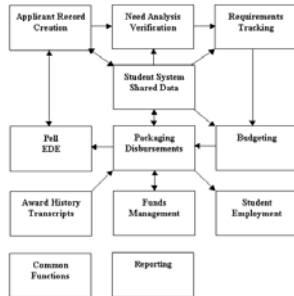 Applicant Record
Creation
Need Analysis
Verification
Requirements
Tracking
Student System
Shared Data
Pell
EDE
Packaging
Disbursements
Budgeting
Award History
Transcripts
Funds
Management
Student
Employment
Common
Functions
Reporting